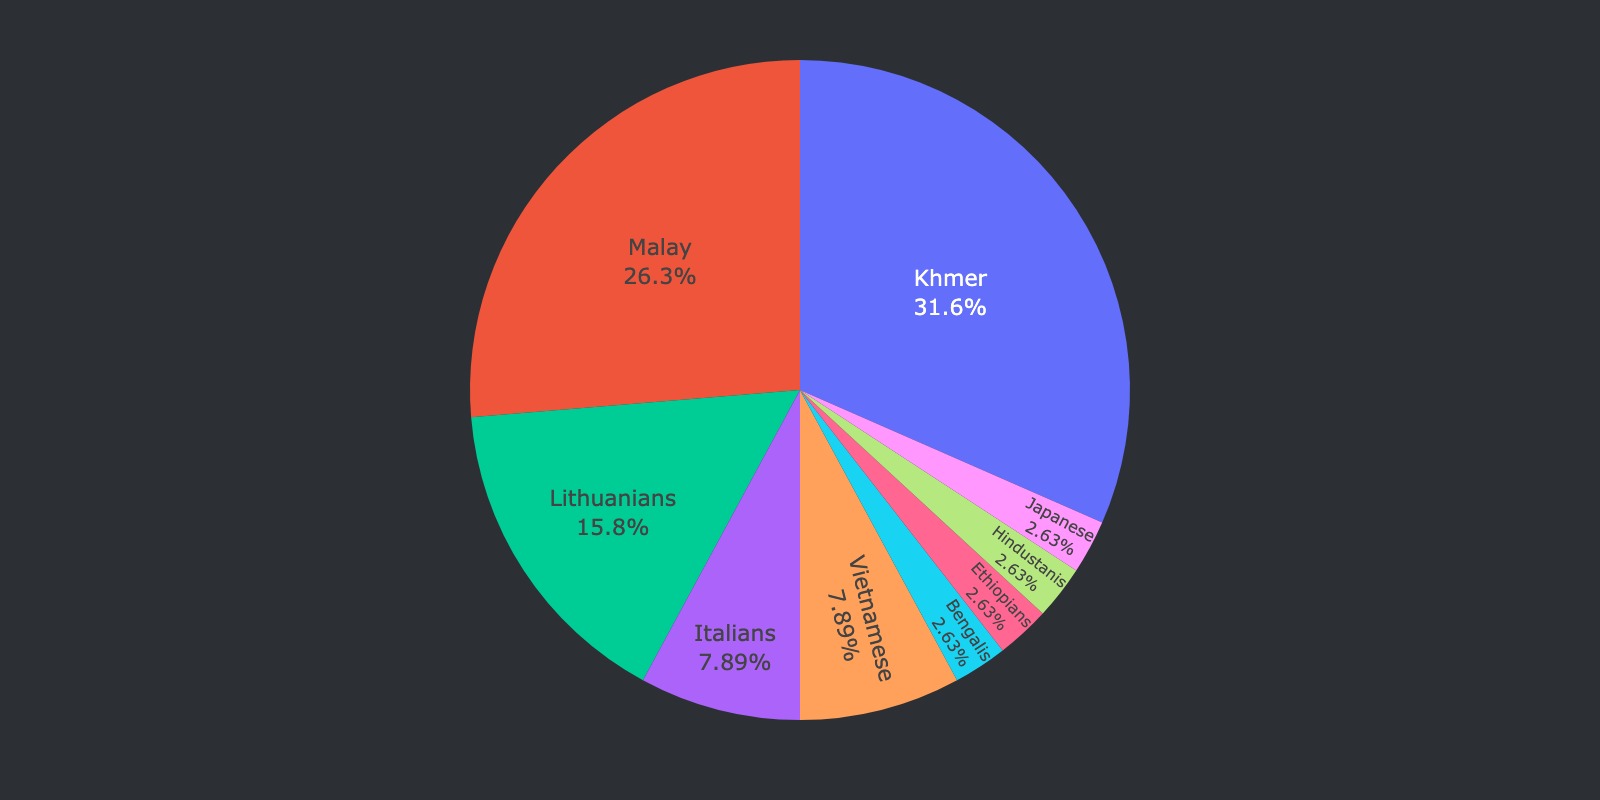 Malay
26.3%
Khmer
31.6%
Lithuanians
15.8%
Italians
7.89%
Vietnamese
7.89%
Bengalis
2.63%
Ethiopians
2.63%
Hindustanis
2.63%
Japanese
2.63%